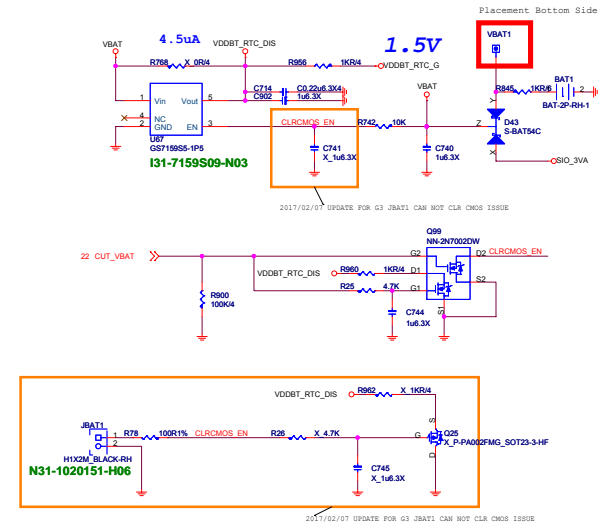 Placement Bottom Side
VBAT1
4.5uA
1.5V
VBAT
VDDBT_RTC_DIS
R768 X_0R/4
R956 1KR/4
VDDBT_RTC_G
C714 C0.22u6.3X4
C902 1u6.3X
VBAT
R845 1KR/6
BAT1
1 2
BAT-2P-RH-1
1 Vin Vout 5
4 NC
2 GND EN 3
U67
GS7159S5-1P5
I31-7159S09-N03
CLRCMOS_EN
R742 10K
C741
X_1u6.3X
C740
1u6.3X
Y
Z
X
D43
S-BAT54C
SIO_3VA
2017/02/07 UPDATE FOR G3 JBAT1 CAN NOT CLR CMOS ISSUE
Q99
NN-2N7002DW
22 CUT_VBAT
G2 D2 CLRCMOS_EN
VDDBT_RTC_DIS
R960 1KR/4
D1
S2
R25 4.7K
G1
S1
R900
100K/4
C744
1u6.3X
VDDBT_RTC_DIS
R962 X_1KR/4
JBAT1
1
2
R78 100R1%
CLRCMOS_EN
R26 X_4.7K
S
G
D
Q25
X_P-PA002FMG_SOT23-3-HF
H1X2M_BLACK-RH
N31-1020151-H06
C745
X_1u6.3X
2017/02/07 UPDATE FOR G3 JBAT1 CAN NOT CLR CMOS ISSUE